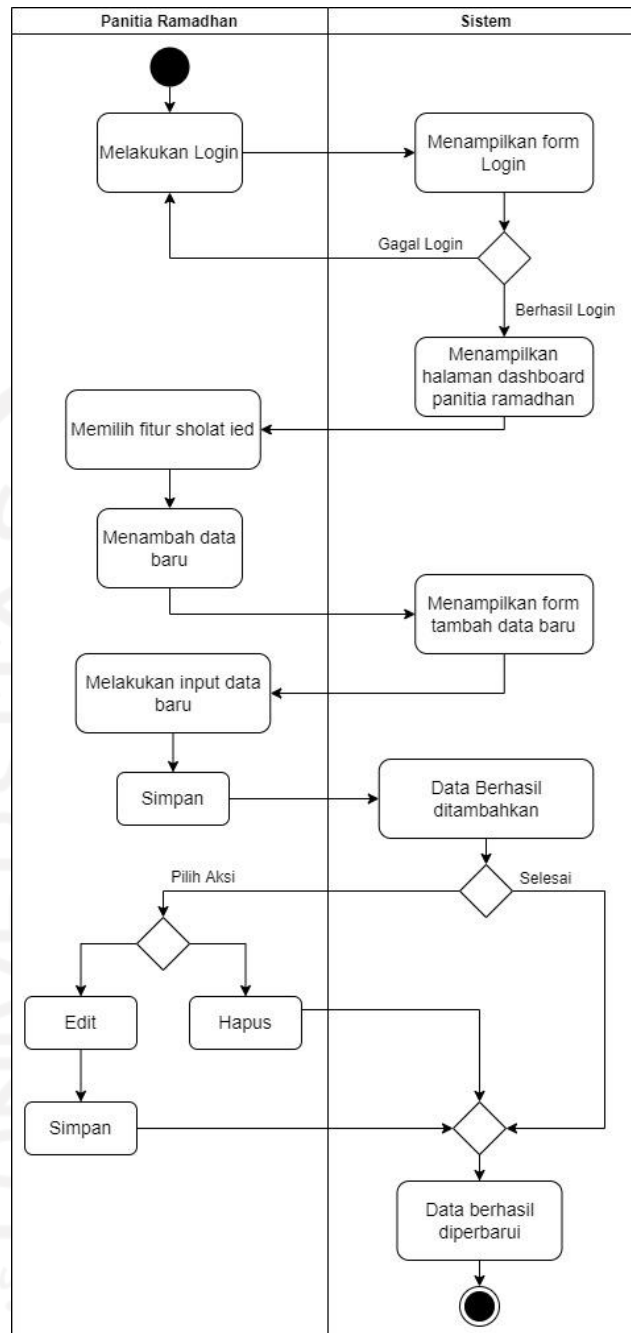 Panitia Ramadhan
Sistem
Melakukan Login
Menampilkan form
Login
Gagal Login
Berhasil Login
Menampilkan
halaman dashboard
panitia ramadhan
Memilih fitur sholat ied
Menambah data
baru
Menampilkan form
tambah data baru
Melakukan input data
baru
Simpan
Data Berhasil
ditambahkan
Pilih Aksi
Selesai
Edit
Hapus
Simpan
Data berhasil
diperbarui